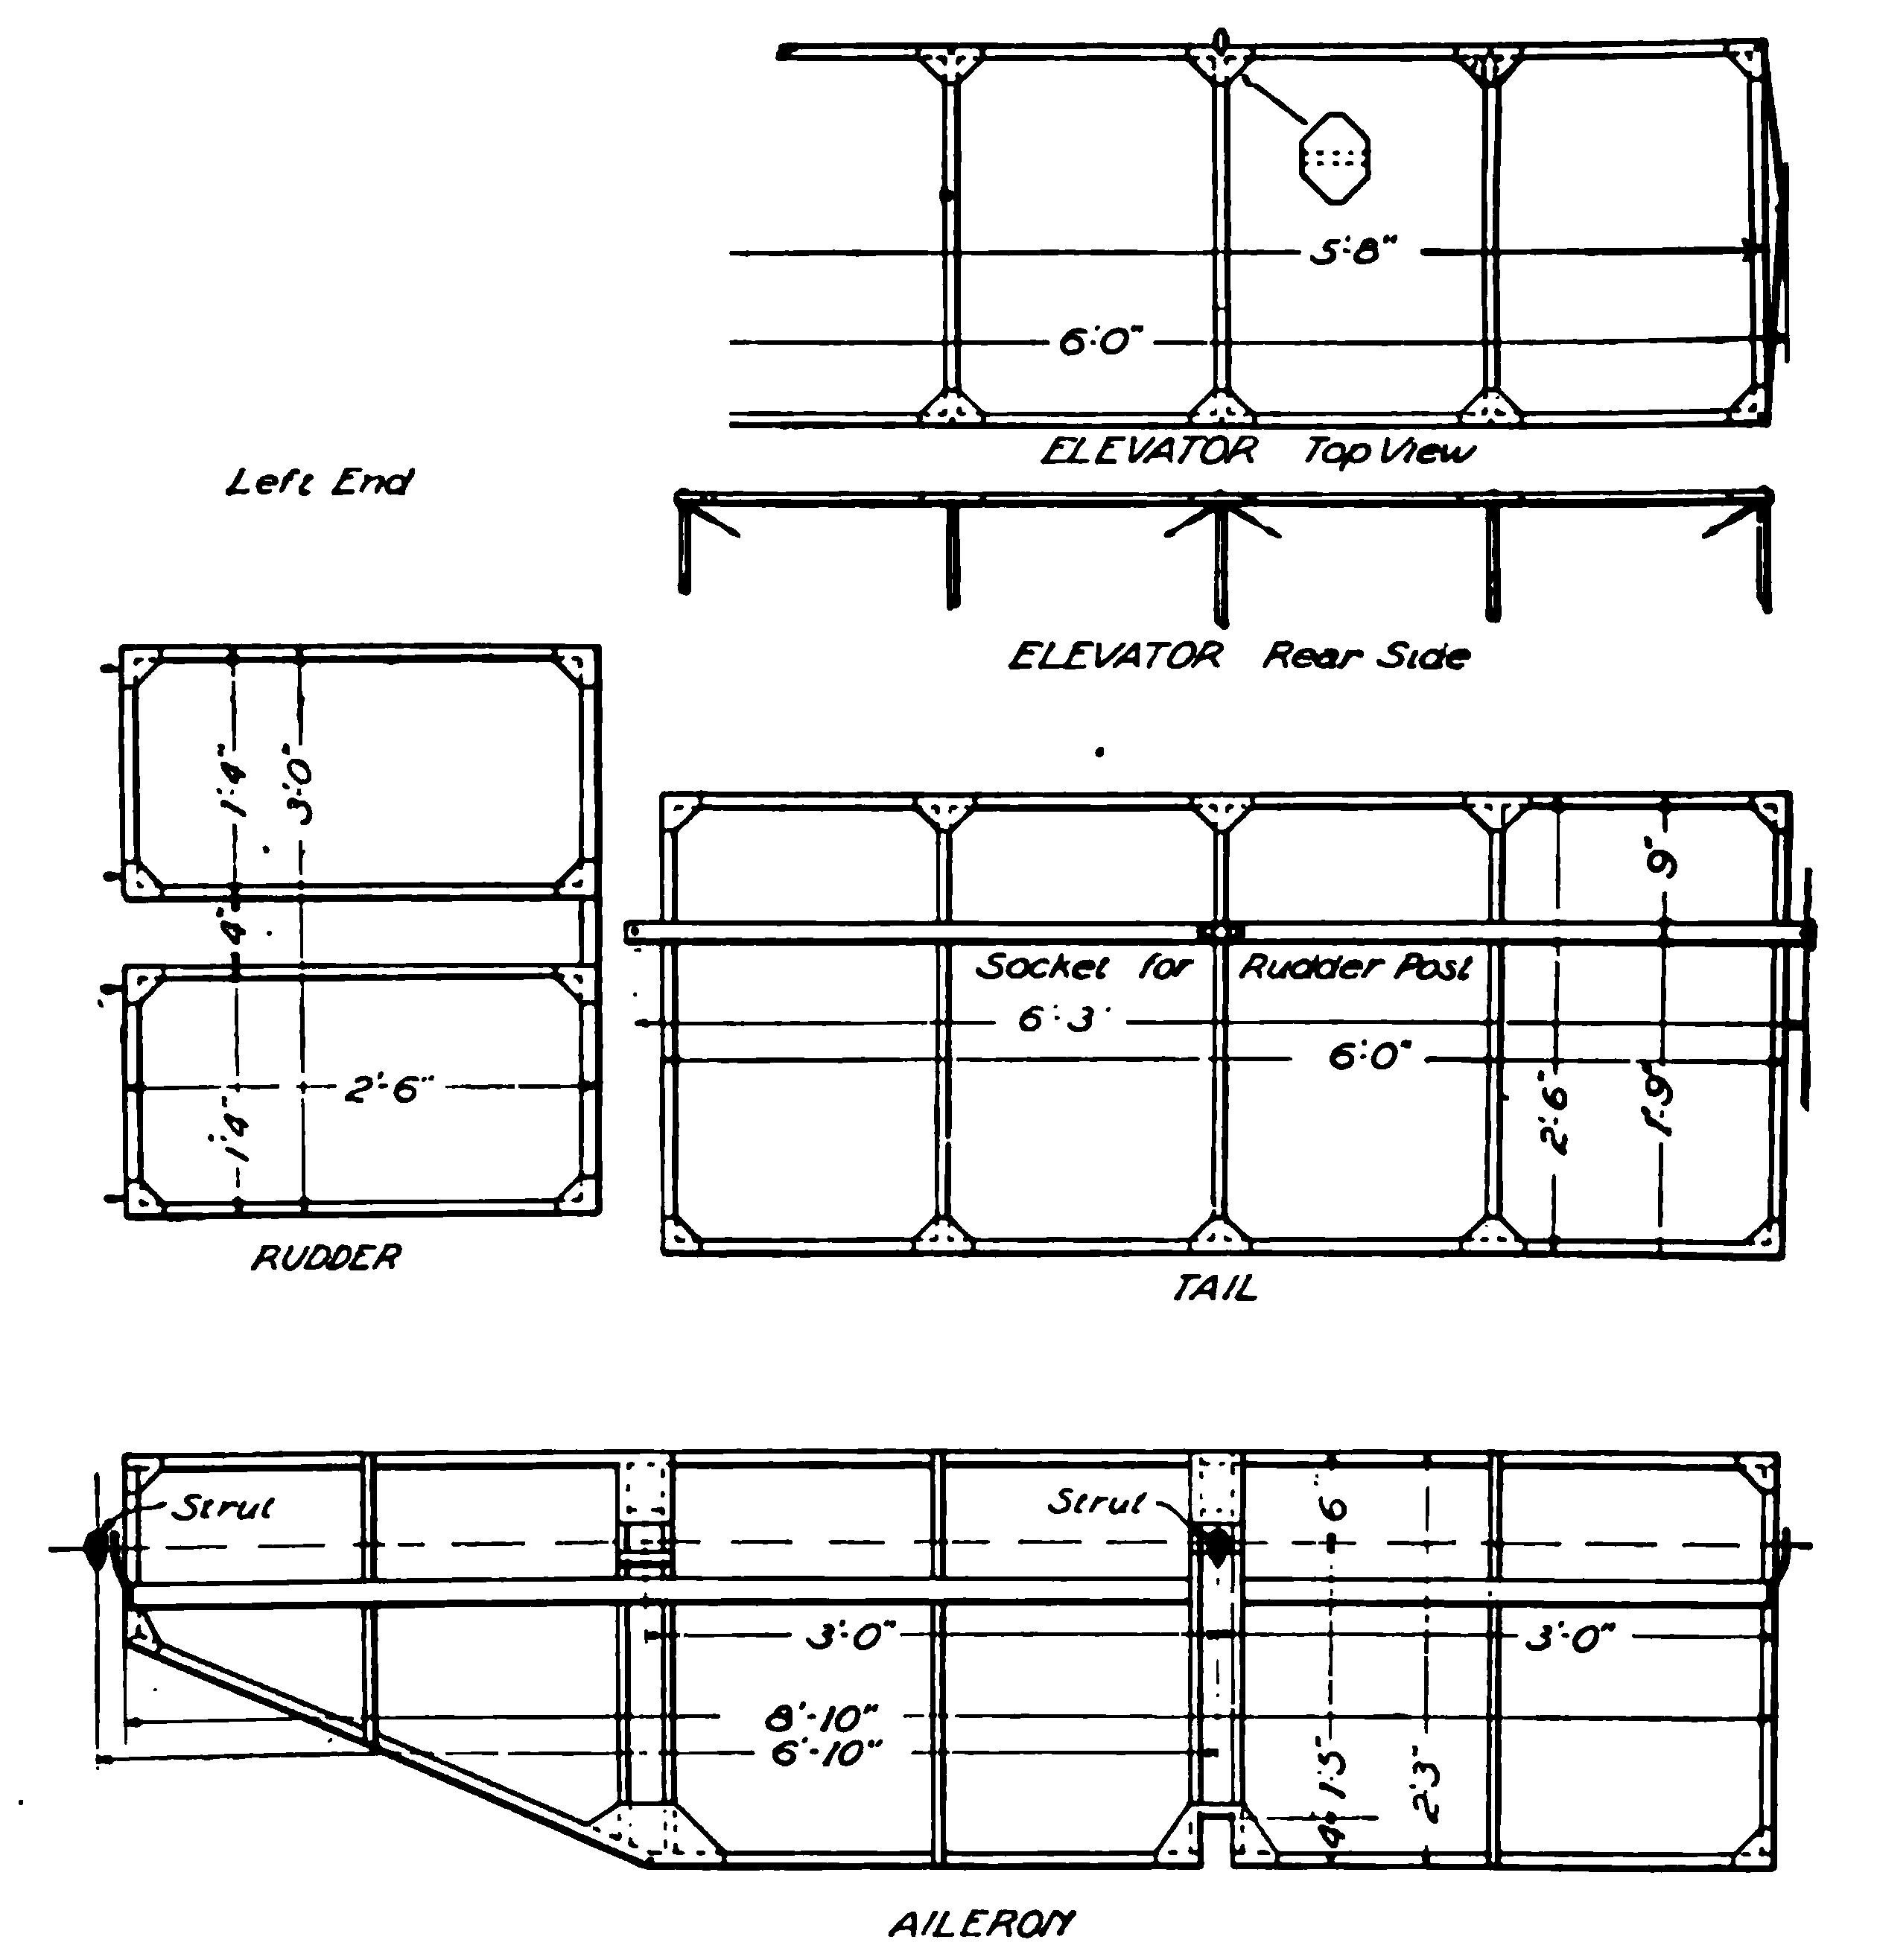 5'-8"
6'-0"
ELEVATOR Top View
Left End
ELEVATOR Rear Side
1'-4"
3'-0"
4"
2'-6"
1'4"
RUDDER
9"
Socket for Rudder Post
6'-3'
6'-0"
2'-6"
1'-9"
TAIL
Strut
Strut
6
3'-0"
3'-0"
8'-10"
6'-10"
1'5"
2'3"
4"
AILERON